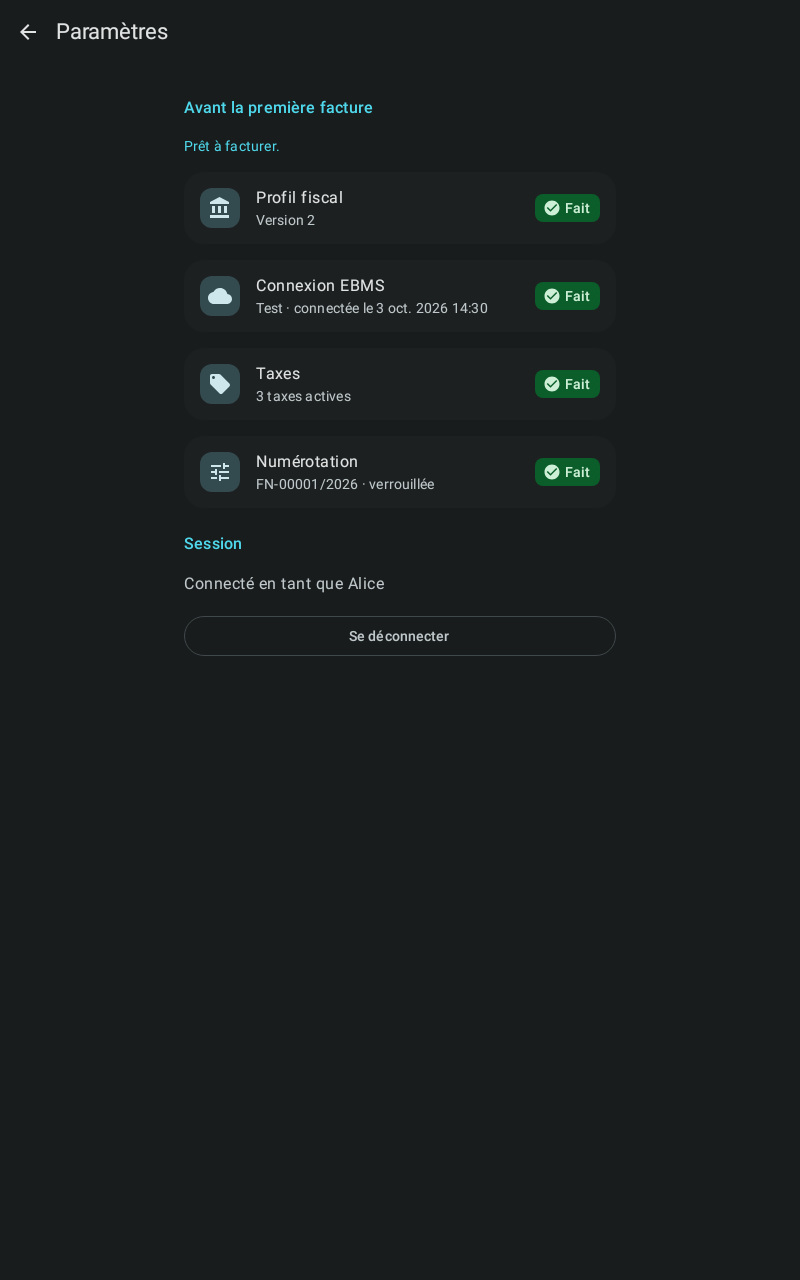 Paramètres
Avant la première facture
Prêt à facturer.
Profil fiscal
Version 2
Fait
Connexion EBMS
Test · connectée le 3 oct. 2026 14:30
Fait
Taxes
3 taxes actives
Fait
Numérotation
FN-00001/2026 · verrouillée
Fait
Session
Connecté en tant que Alice
Se déconnecter